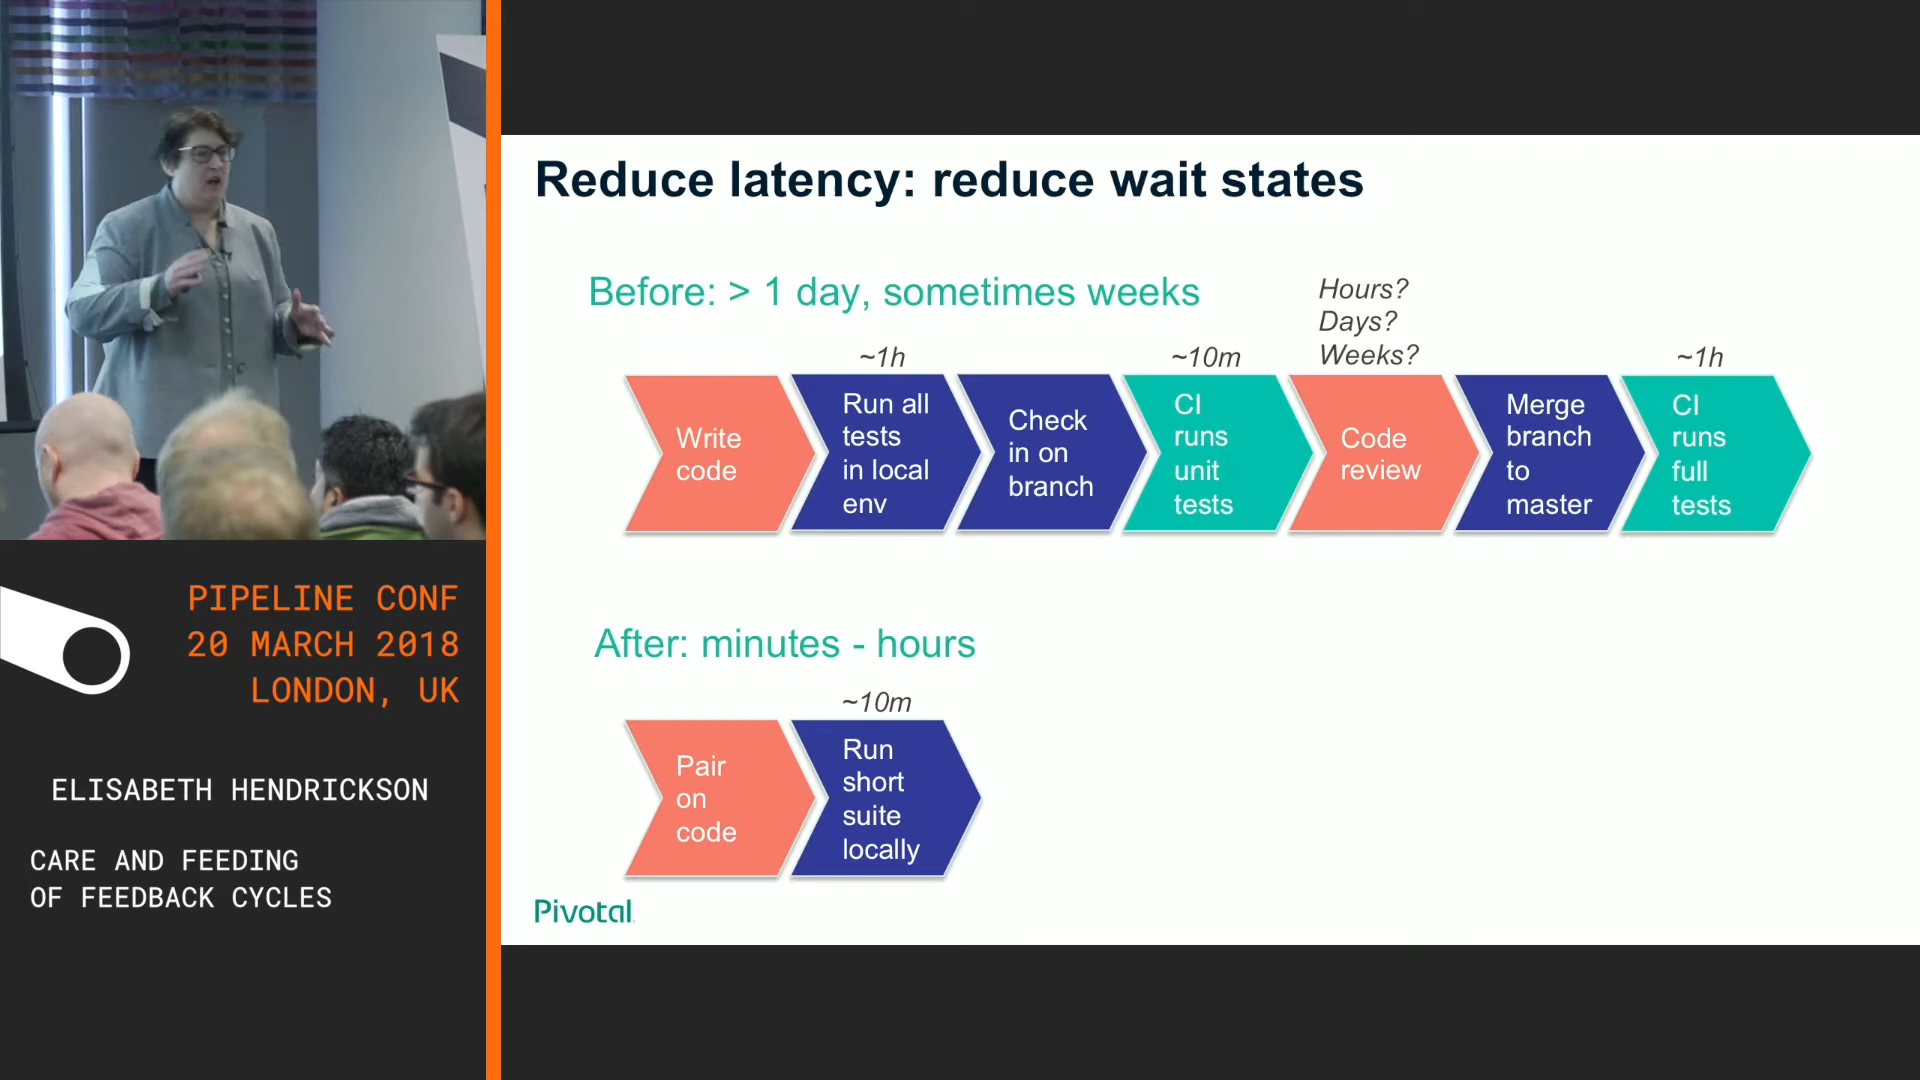 PIPELINE CONF
20 MARCH 2018
LONDON, UK
ELISABETH HENDRICKSON
CARE AND FEEDING
OF FEEDBACK CYCLES
Reduce latency: reduce wait states
Before: > 1 day, sometimes weeks
Hours?
Days?
Weeks?
~1h
~10m
~1h
Write
code
Run all
tests
in local
env
Check
in on
branch
CI
runs
unit
tests
Code
review
Merge
branch
to
master
CI
runs
full
tests
After: minutes - hours
~10m
Pair
on
code
Run
short
suite
locally
Pivotal